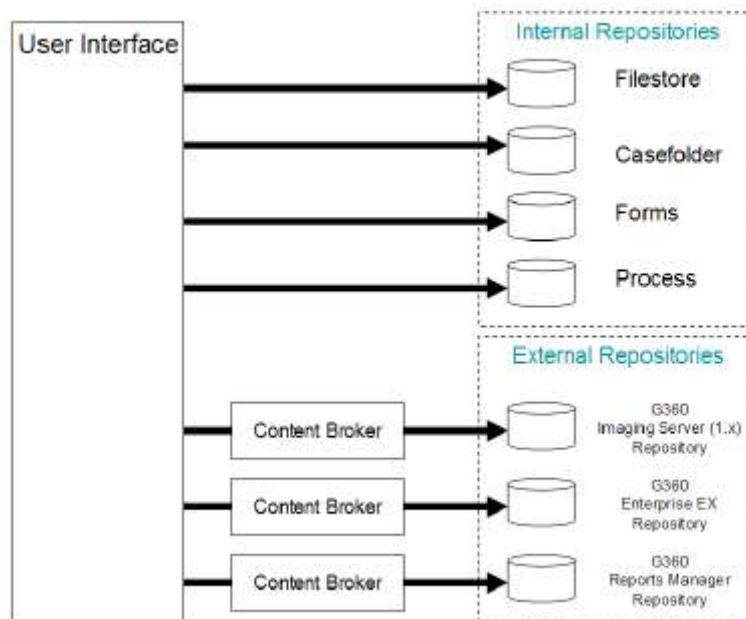 User Interface
Internal Repositories
Filestore
Casefolder
Forms
Process
External Repositories
Content Broker
G360
Imaging Server (1.x)
Repository
Content Broker
G360
Enterprise EX
Repository
Content Broker
G360
Reports Manager
Repository